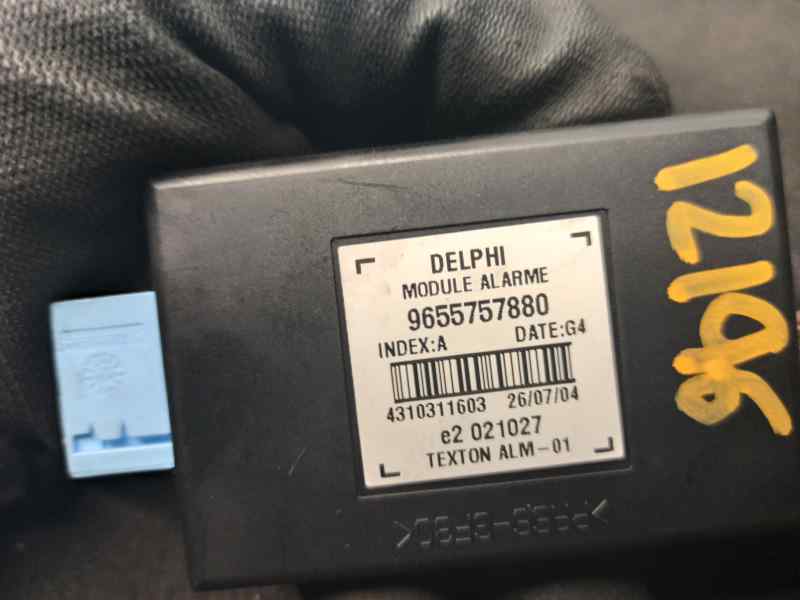 DELPHI
MODULE ALARME
9655757880
INDEX:A DATE:G4
4310311603 26/07/04
e2 021027
TEXTON ALM-01
12196